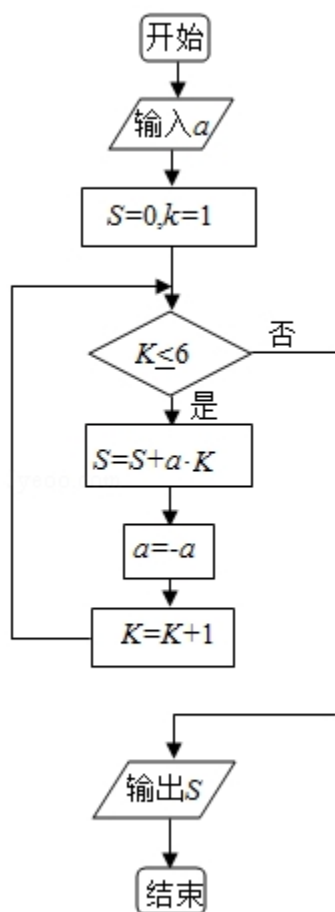 开始
输入a
S=0,k=1
K≤6
否
是
S=S+a·K
a=-a
K=K+1
输出S
结束